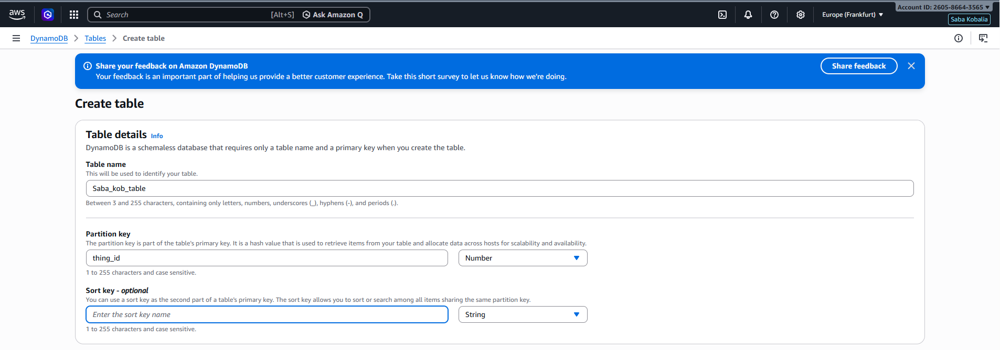 aws
Search [Alt+S] Ask Amazon Q
Europe (Frankfurt)
Account ID: 2605-8664-3565
Saba Kobalia
DynamoDB Tables Create table
Share your feedback on Amazon DynamoDB
Your feedback is an important part of helping us provide a better customer experience. Take this short survey to let us know how we're doing.
Share feedback
Create table
Table details Info
DynamoDB is a schemaless database that requires only a table name and a primary key when you create the table.
Table name
This will be used to identify your table.
Saba_kob_table
Between 3 and 255 characters, containing only letters, numbers, underscores (_), hyphens (-), and periods (.).
Partition key
The partition key is part of the table's primary key. It is a hash value that is used to retrieve items from your table and allocate data across hosts for scalability and availability.
thing_id Number
1 to 255 characters and case sensitive.
Sort key - optional
You can use a sort key as the second part of a table's primary key. The sort key allows you to sort or search among all items sharing the same partition key.
Enter the sort key name String
1 to 255 characters and case sensitive.